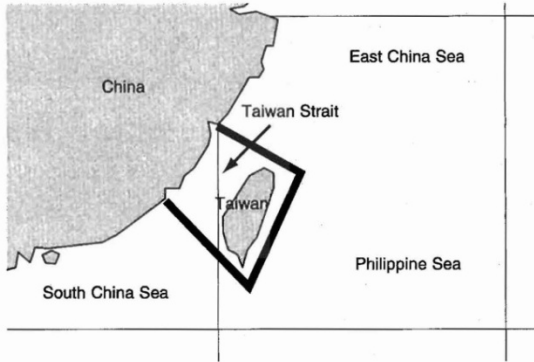 East China Sea
China
Taiwan Strait
Taiwan
Philippine Sea
South China Sea